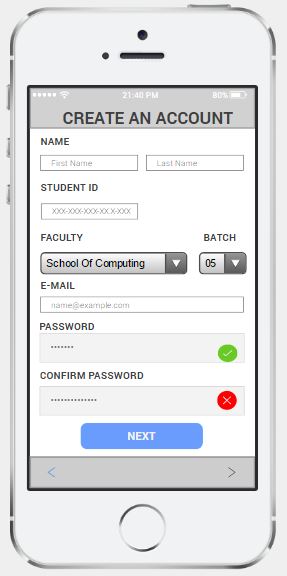 21:40 PM 80%
CREATE AN ACCOUNT
NAME
First Name Last Name
STUDENT ID
XXX-XXX-XXX-XX.X-XXX
FACULTY BATCH
School Of Computing 05
E-MAIL
name@example.com
PASSWORD
•••••••
CONFIRM PASSWORD
••••••••••••••
NEXT